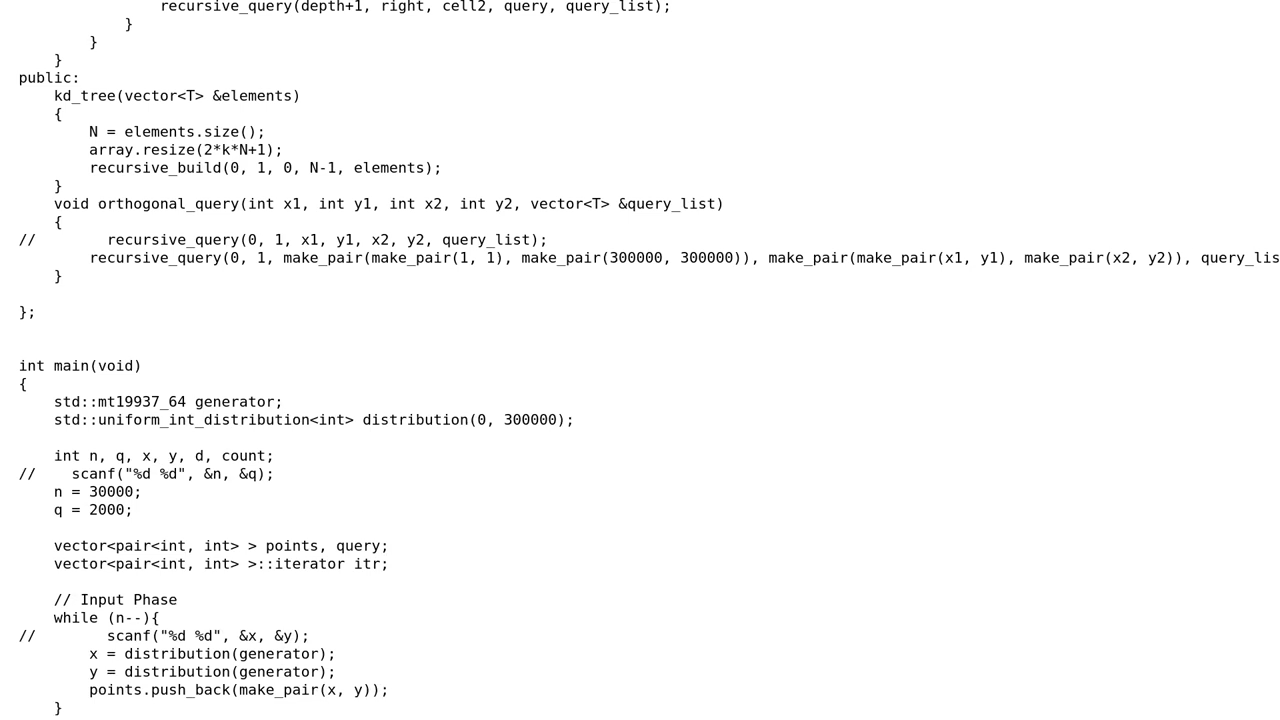 recursive_query(depth+1, right, cell2, query, query_list);
            }
        }
    }
public:
    kd_tree(vector<T> &elements)
    {
        N = elements.size();
        array.resize(2*k*N+1);
        recursive_build(0, 1, 0, N-1, elements);
    }
    void orthogonal_query(int x1, int y1, int x2, int y2, vector<T> &query_list)
    {
//        recursive_query(0, 1, x1, y1, x2, y2, query_list);
        recursive_query(0, 1, make_pair(make_pair(1, 1), make_pair(300000, 300000)), make_pair(make_pair(x1, y1), make_pair(x2, y2)), query_lis
    }

};


int main(void)
{
    std::mt19937_64 generator;
    std::uniform_int_distribution<int> distribution(0, 300000);

    int n, q, x, y, d, count;
//    scanf("%d %d", &n, &q);
    n = 30000;
    q = 2000;

    vector<pair<int, int> > points, query;
    vector<pair<int, int> >::iterator itr;

    // Input Phase
    while (n--){
//        scanf("%d %d", &x, &y);
        x = distribution(generator);
        y = distribution(generator);
        points.push_back(make_pair(x, y));
    }